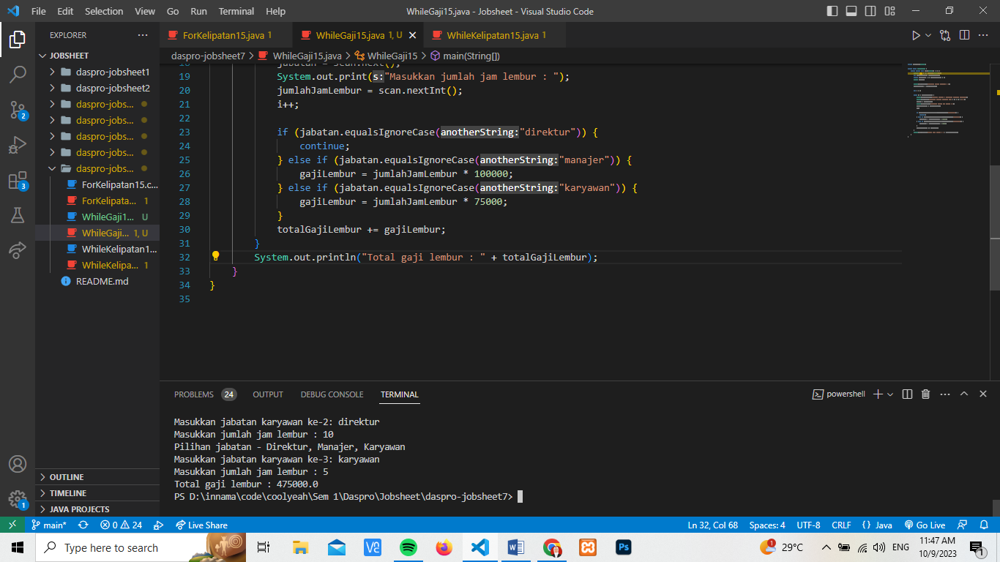 File Edit Selection View Go Run Terminal Help WhileGaji15.java - Jobsheet - Visual Studio Code
EXPLORER
JOBSHEET
daspro-jobsheet1
daspro-jobsheet2
daspro-jobs...
daspro-jobs...
daspro-jobs...
daspro-jobs...
daspro-jobs...
ForKelipatan15.c...
ForKelipata... 1
WhileGaji1... U
WhileGaji... 1, U
WhileKelipatan1...
WhileKelipa... 1
README.md
OUTLINE
TIMELINE
JAVA PROJECTS
2
3
1
ForKelipatan15.java 1 WhileGaji15.java 1, U WhileKelipatan15.java 1
daspro-jobsheet7 > WhileGaji15.java > WhileGaji15 > main(String[])
18 jabatan = scan.next();
19 System.out.print(s:"Masukkan jumlah jam lembur : ");
20 jumlahJamLembur = scan.nextInt();
21 i++;
22
23 if (jabatan.equalsIgnoreCase(anotherString:"direktur")) {
24 continue;
25 } else if (jabatan.equalsIgnoreCase(anotherString:"manajer")) {
26 gajiLembur = jumlahJamLembur * 100000;
27 } else if (jabatan.equalsIgnoreCase(anotherString:"karyawan")) {
28 gajiLembur = jumlahJamLembur * 75000;
29 }
30 totalGajiLembur += gajiLembur;
31 }
32 System.out.println("Total gaji lembur : " + totalGajiLembur);
33 }
34 }
35
PROBLEMS 24 OUTPUT DEBUG CONSOLE TERMINAL powershell
Masukkan jabatan karyawan ke-2: direktur
Masukkan jumlah jam lembur : 10
Pilihan jabatan - Direktur, Manajer, Karyawan
Masukkan jabatan karyawan ke-3: karyawan
Masukkan jumlah jam lembur : 5
Total gaji lembur : 475000.0
PS D:\innama\code\coolyeah\Sem 1\Daspro\Jobsheet\daspro-jobsheet7>
main* 0 24 Live Share Ln 32, Col 68 Spaces: 4 UTF-8 CRLF {} Java Go Live
Type here to search V2 W Ps 1 29°C ENG 11:47 AM
10/9/2023 1